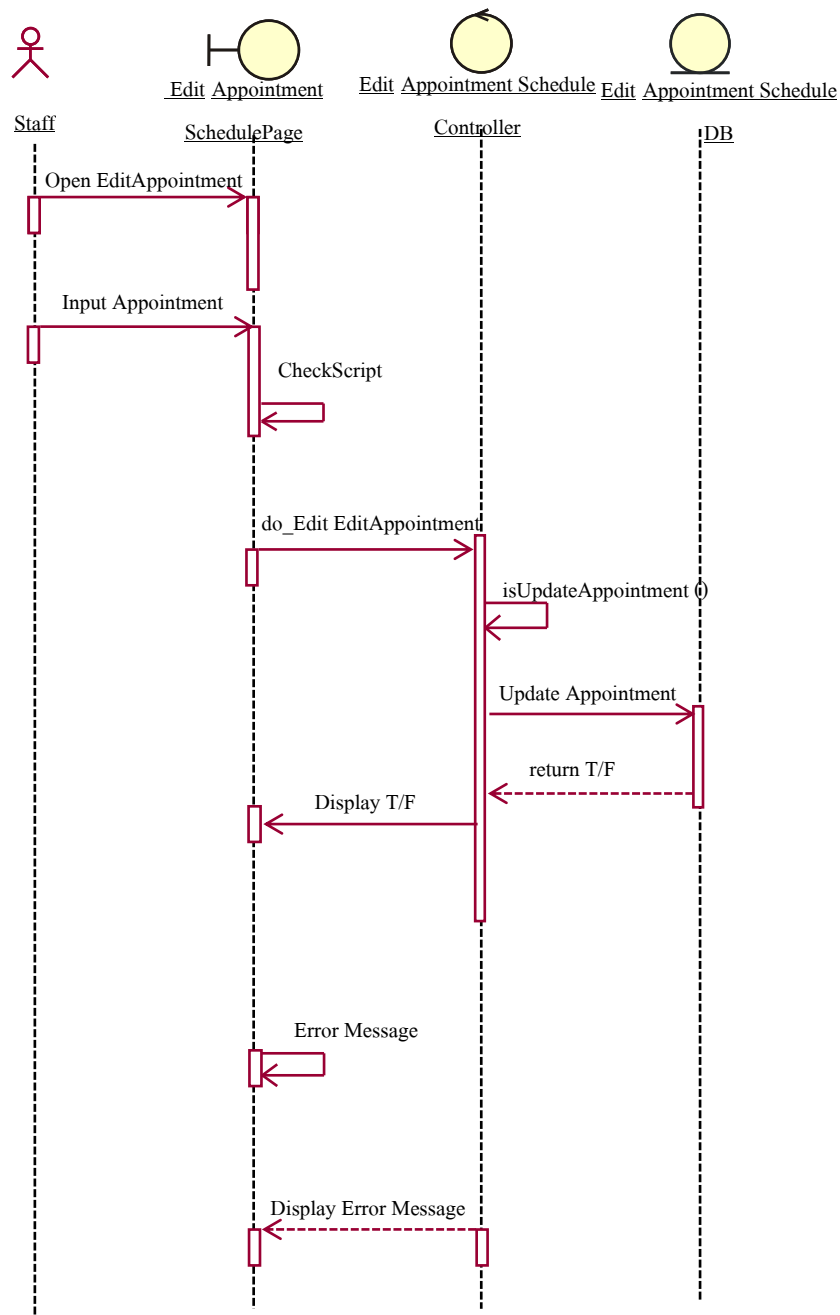 Edit Appointment
Edit Appointment Schedule
Edit Appointment Schedule
Staff
SchedulePage
Controller
DB
Open EditAppointment
Input Appointment
CheckScript
do_Edit EditAppointment
isUpdateAppointment ()
Update Appointment
return T/F
Display T/F
Error Message
Display Error Message